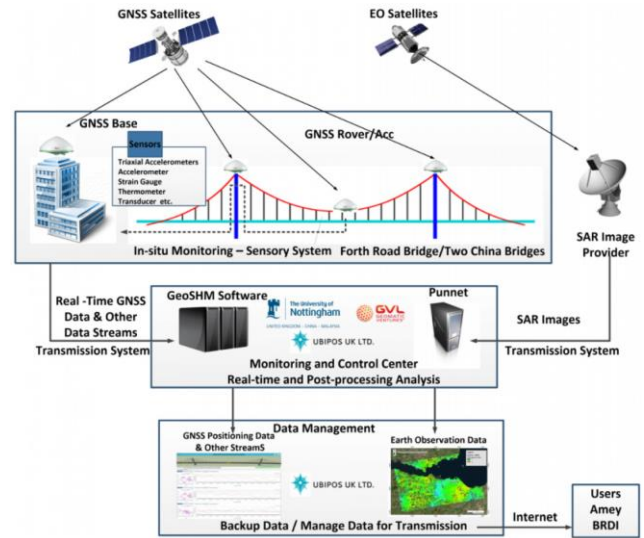 GNSS Satellites
EO Satellites
GNSS Base
Sensors
Triaxial Accelerometers
Accelerometer
Strain Gauge
Thermometer
Transducer etc.
GNSS Rover/Acc
In-situ Monitoring – Sensory System
Forth Road Bridge/Two China Bridges
SAR Image
Provider
Real -Time GNSS
Data & Other
Data Streams
Transmission System
GeoSHM Software
The University of
Nottingham
UNITED KINGDOM · CHINA · MALAYSIA
GVL
GEOMATIC
VENTURES
UBIPOS UK LTD.
Punnet
Monitoring and Control Center
Real-time and Post-processing Analysis
SAR Images
Transmission System
Data Management
GNSS Positioning Data
& Other StreamS
Earth Observation Data
UBIPOS UK LTD.
Backup Data / Manage Data for Transmission
Internet
Users
Amey
BRDI